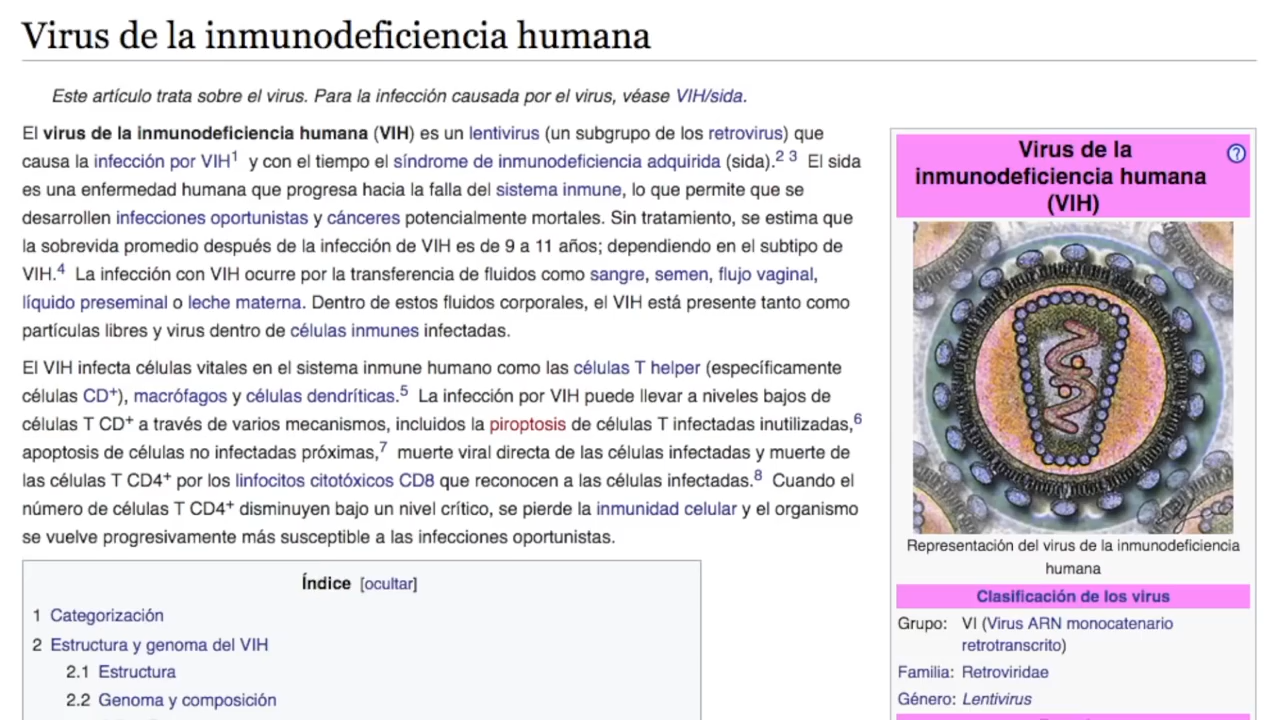 Virus de la inmunodeficiencia humana
Este artículo trata sobre el virus. Para la infección causada por el virus, véase VIH/sida.
El virus de la inmunodeficiencia humana (VIH) es un lentivirus (un subgrupo de los retrovirus) que
causa la infección por VIH1 y con el tiempo el síndrome de inmunodeficiencia adquirida (sida).2 3 El sida
es una enfermedad humana que progresa hacia la falla del sistema inmune, lo que permite que se
desarrollen infecciones oportunistas y cánceres potencialmente mortales. Sin tratamiento, se estima que
la sobrevida promedio después de la infección de VIH es de 9 a 11 años; dependiendo en el subtipo de
VIH.4 La infección con VIH ocurre por la transferencia de fluidos como sangre, semen, flujo vaginal,
líquido preseminal o leche materna. Dentro de estos fluidos corporales, el VIH está presente tanto como
partículas libres y virus dentro de células inmunes infectadas.
El VIH infecta células vitales en el sistema inmune humano como las células T helper (específicamente
células CD+), macrófagos y células dendríticas.5 La infección por VIH puede llevar a niveles bajos de
células T CD+ a través de varios mecanismos, incluidos la piroptosis de células T infectadas inutilizadas,6
apoptosis de células no infectadas próximas,7 muerte viral directa de las células infectadas y muerte de
las células T CD4+ por los linfocitos citotóxicos CD8 que reconocen a las células infectadas.8 Cuando el
número de células T CD4+ disminuyen bajo un nivel crítico, se pierde la inmunidad celular y el organismo
se vuelve progresivamente más susceptible a las infecciones oportunistas.
Índice [ocultar]
1 Categorización
2 Estructura y genoma del VIH
2.1 Estructura
2.2 Genoma y composición
Virus de la
inmunodeficiencia humana
(VIH)
?
Representación del virus de la inmunodeficiencia
humana
Clasificación de los virus
Grupo: VI (Virus ARN monocatenario
retrotranscrito)
Familia: Retroviridae
Género: Lentivirus